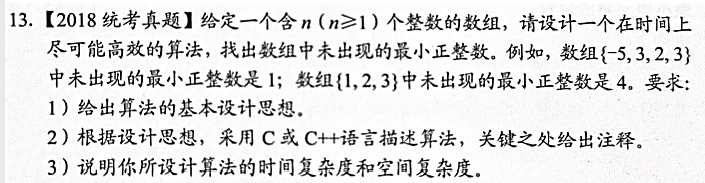 13.【2018 统考真题】给定一个含 n（n≥1）个整数的数组，请设计一个在时间上
尽可能高效的算法，找出数组中未出现的最小正整数。例如，数组{-5, 3, 2, 3}
中未出现的最小正整数是 1；数组{1, 2, 3}中未出现的最小正整数是 4。要求：
1）给出算法的基本设计思想。
2）根据设计思想，采用 C 或 C++语言描述算法，关键之处给出注释。
3）说明你所设计算法的时间复杂度和空间复杂度。